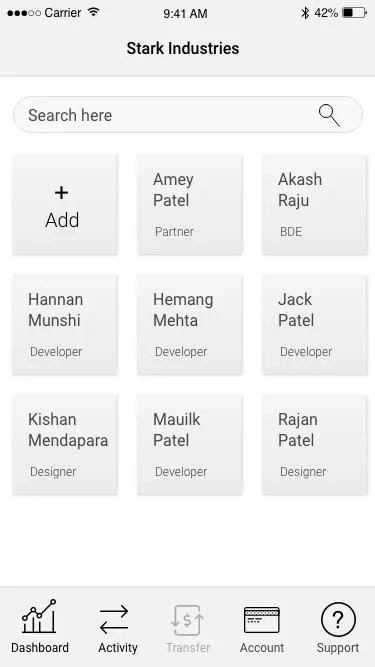 Carrier 9:41 AM 42%
Stark Industries
Search here
+
Add
Amey
Patel
Partner
Akash
Raju
BDE
Hannan
Munshi
Developer
Hemang
Mehta
Developer
Jack
Patel
Developer
Kishan
Mendapara
Designer
Mauilk
Patel
Developer
Rajan
Patel
Designer
Dashboard Activity Transfer Account Support